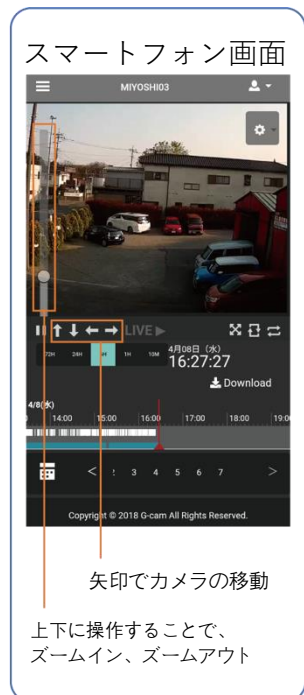 スマートフォン画面
MIYOSHI03
LIVE
72H 24H 1H 10M
4月08日（水）
16:27:27
Download
4/8(水)
14:00 15:00 16:00 17:00 18:00 19:0
< 3 4 5 6 7 >
Copyright © 2018 G-cam All Rights Reserved.
矢印でカメラの移動
上下に操作することで、
ズームイン、ズームアウト